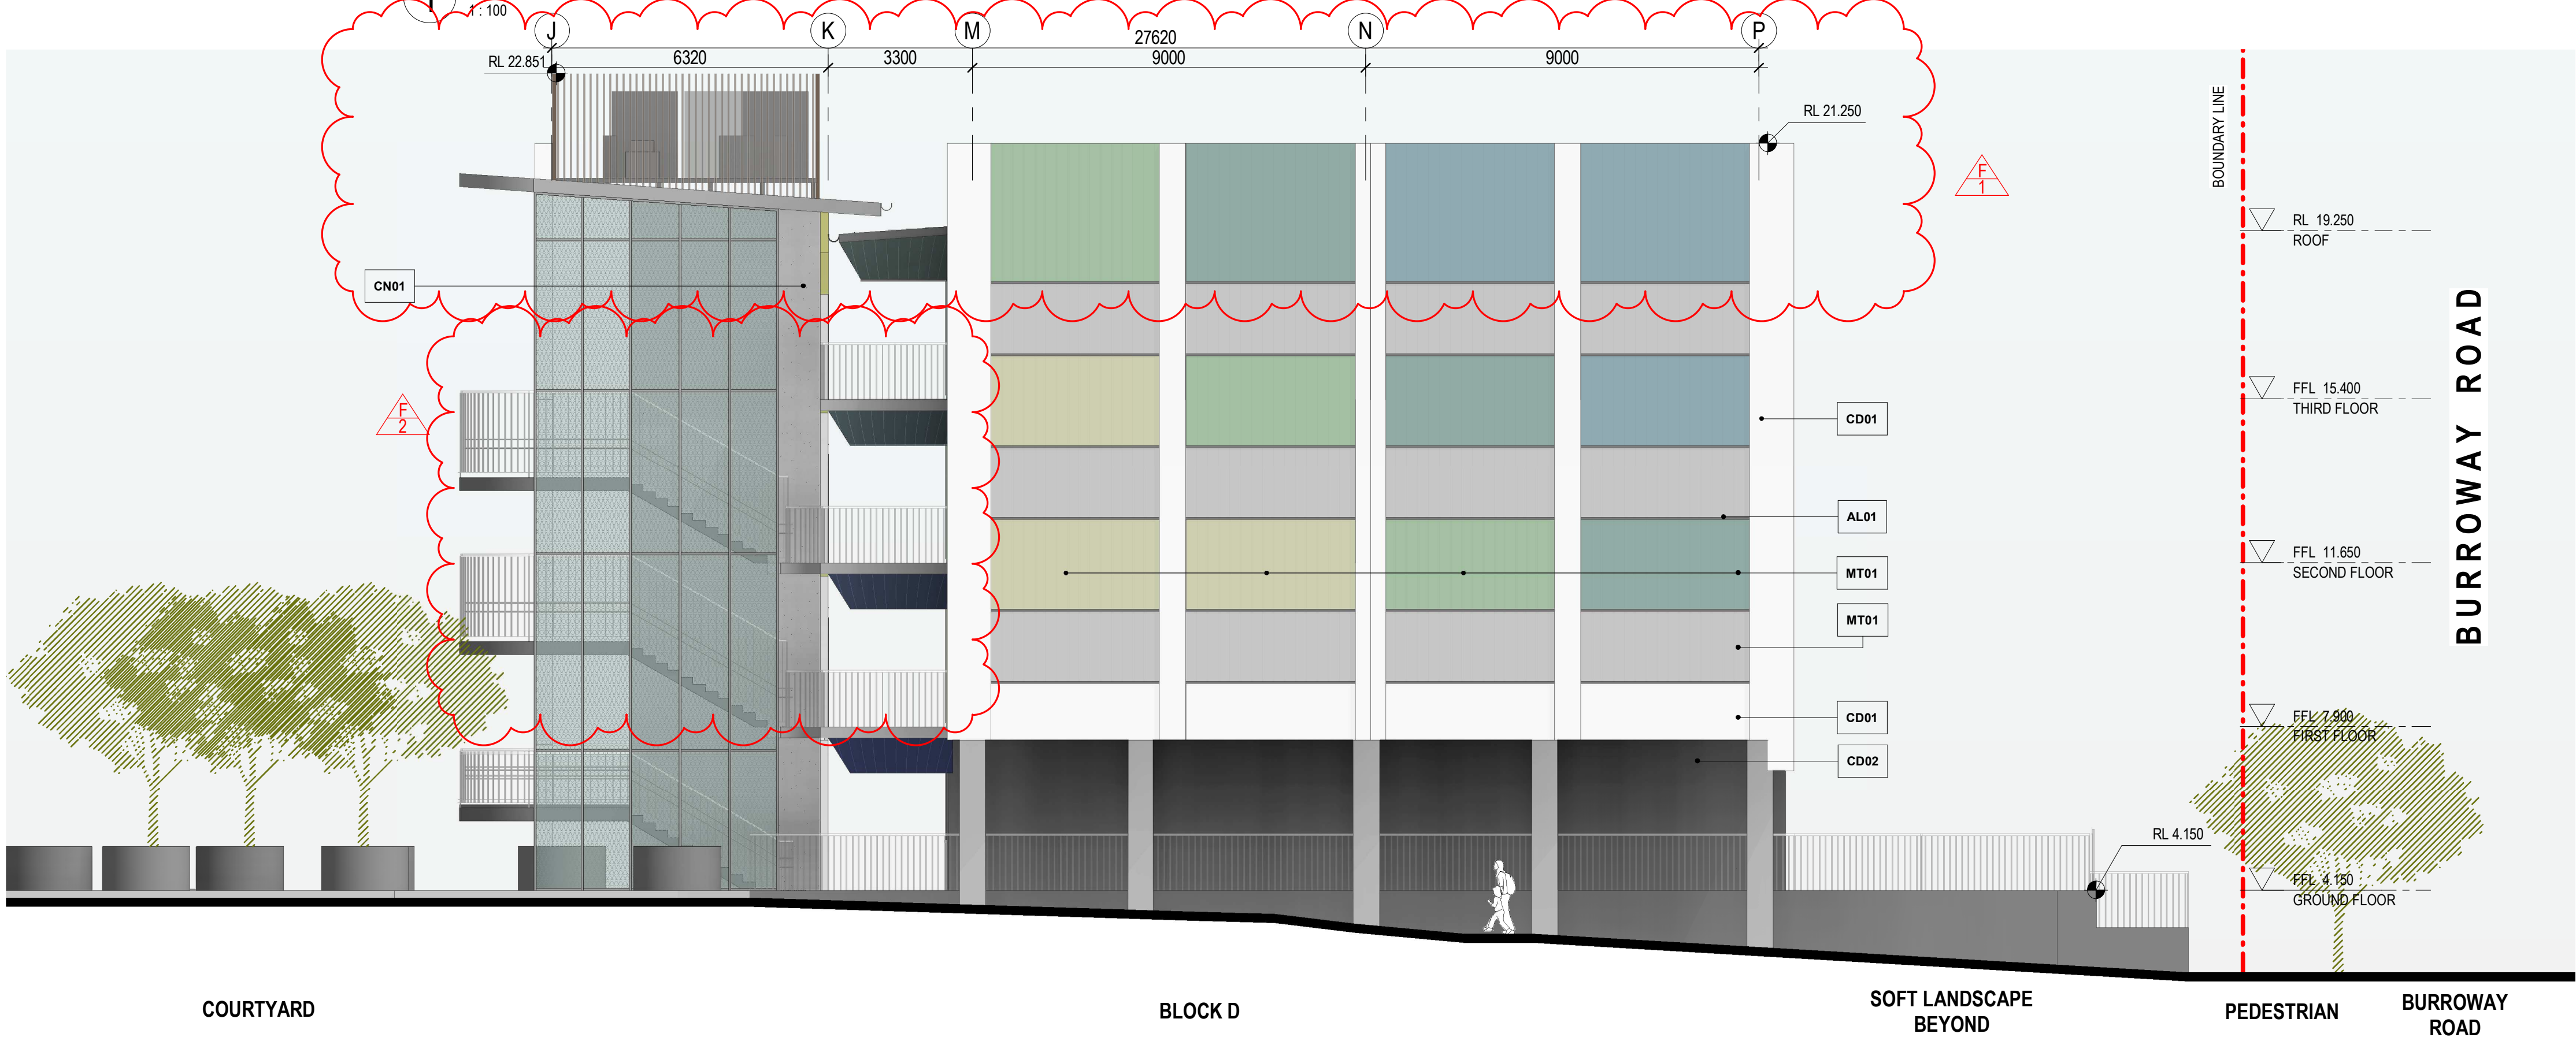 1 : 100
J
K
M
N
P
27620
6320
3300
9000
9000
RL 22.851
RL 21.250
BOUNDARY LINE
F
1
RL 19.250
ROOF
CN01
F
2
FFL 15.400
THIRD FLOOR
CD01
AL01
FFL 11.650
SECOND FLOOR
MT01
MT01
CD01
FFL 7.900
FIRST FLOOR
CD02
RL 4.150
FFL 4.150
GROUND FLOOR
BURROWAY ROAD
COURTYARD
BLOCK D
SOFT LANDSCAPE
BEYOND
PEDESTRIAN
BURROWAY
ROAD